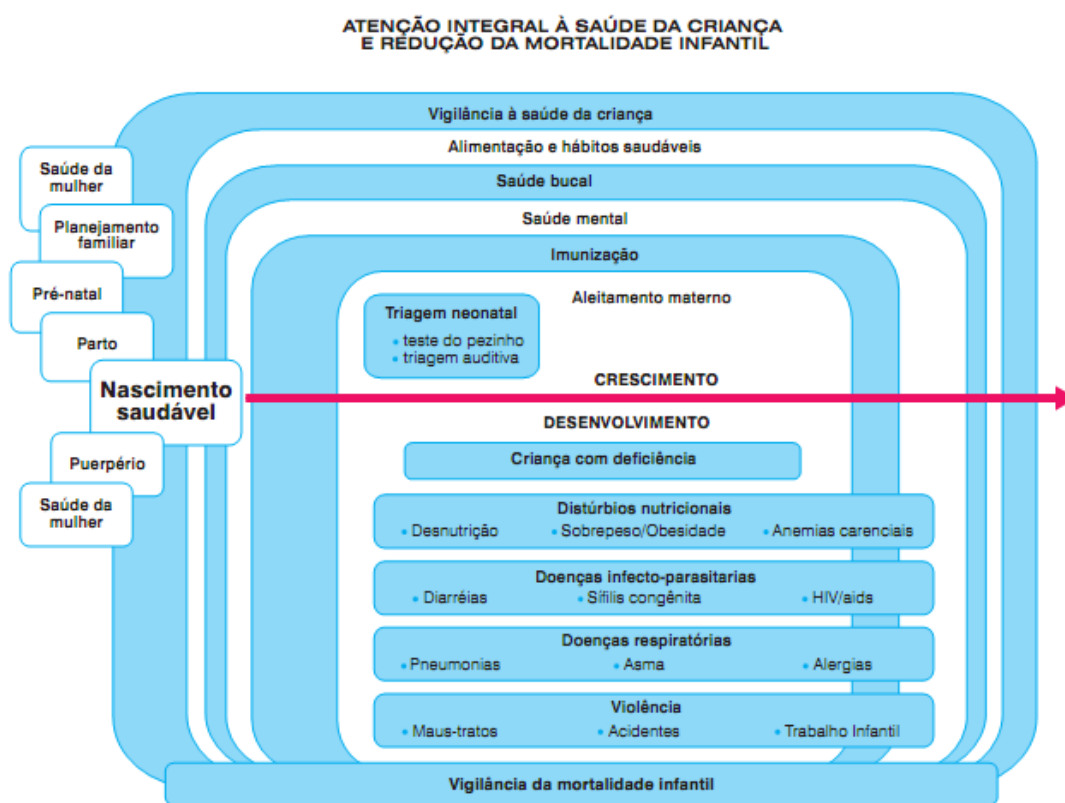 ATENÇÃO INTEGRAL À SAÚDE DA CRIANÇA
E REDUÇÃO DA MORTALIDADE INFANTIL
Vigilância à saúde da criança
Alimentação e hábitos saudáveis
Saúde bucal
Saúde mental
Imunização
Aleitamento materno
Saúde da
mulher
Planejamento
familiar
Pré-natal
Parto
Nascimento
saudável
Puerpério
Saúde da
mulher
Triagem neonatal
• teste do pezinho
• triagem auditiva
CRESCIMENTO
DESENVOLVIMENTO
Criança com deficiência
Distúrbios nutricionais
• Desnutrição • Sobrepeso/Obesidade • Anemias carenciais
Doenças infecto-parasitarias
• Diarréias • Sífilis congênita • HIV/aids
Doenças respiratórias
• Pneumonias • Asma • Alergias
Violência
• Maus-tratos • Acidentes • Trabalho Infantil
Vigilância da mortalidade infantil